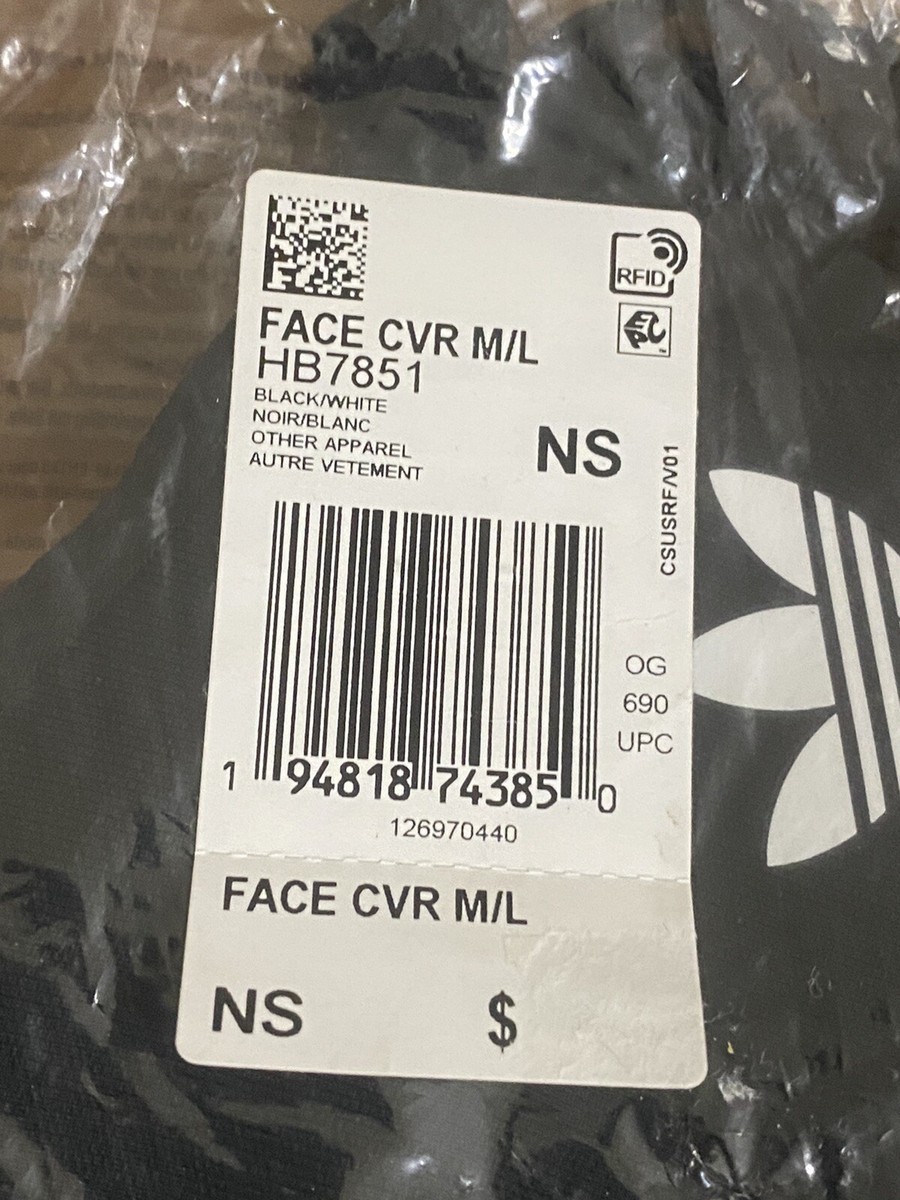 RFID
EPC
FACE CVR M/L
HB7851
BLACK/WHITE
NOIR/BLANC
OTHER APPAREL
AUTRE VETEMENT
NS
CSUSRF/V01
OG
690
UPC
1 94818 74385 0
126970440
FACE CVR M/L
NS $